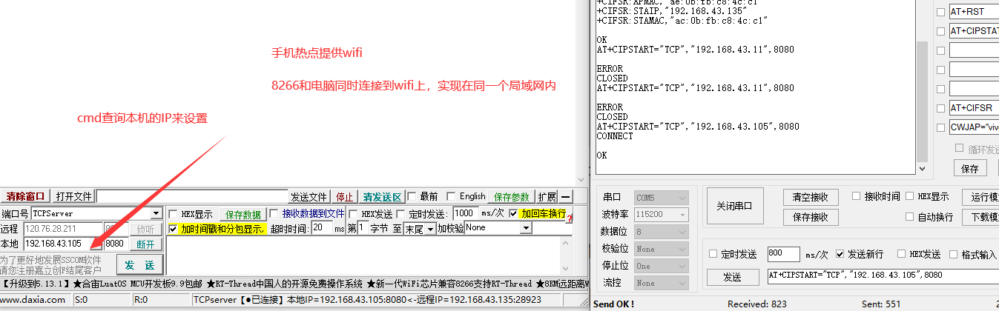 手机热点提供wifi
8266和电脑同时连接到wifi上，实现在同一个局域网内
cmd查询本机的IP来设置
清除窗口 打开文件 发送文件 停止 清发送区 最前 English 保存参数 扩展 —
端口号 TCPServer HEX显示 保存数据 接收数据到文件 HEX发送 定时发送: 1000 ms/次 加回车换行
远程 120.76.28.211 侦听 加时间戳和分包显示, 超时时间: 20 ms 第 1 字节 至 末尾 加校验 None
本地 192.168.43.105 8080 断开
为了更好地发展SSCOM软件
请您注册嘉立创F结尾客户
发 送
【升级到5.13.1】★合宙LuatOS MCU开发板9.9包邮 ★RT-Thread中国人的开源免费操作系统 ★新一代WiFi芯片兼容8266支持RT-Thread ★8KM远距离W
www.daxia.com S:0 R:0 TCPserver【●已连接】本地IP=192.168.43.105:8080<-远程IP=192.168.43.135:28923
+CIFSR:APMAC,"ae:0b:fb:c8:4c:c1"
+CIFSR:STAIP,"192.168.43.135"
+CIFSR:STAMAC,"ac:0b:fb:c8:4c:c1"
OK
AT+CIPSTART="TCP","192.168.43.11",8080
ERROR
CLOSED
AT+CIPSTART="TCP","192.168.43.11",8080
ERROR
CLOSED
AT+CIPSTART="TCP","192.168.43.105",8080
CONNECT
OK
AT+RST
AT+CIPSTAT
AT+CIFSR
CWJAP="viv
循环发送
保存
串口 COM5
波特率 115200
数据位 8
校验位 None
停止位 One
流控 None
关闭串口
清空接收 接收时间 HEX显示
保存接收 自动换行
定时发送 800 ms/次 发送新行 HEX发送 格式输入
发送 AT+CIPSTART="TCP","192.168.43.105",8080
Send OK ! Received: 823 Sent: 551